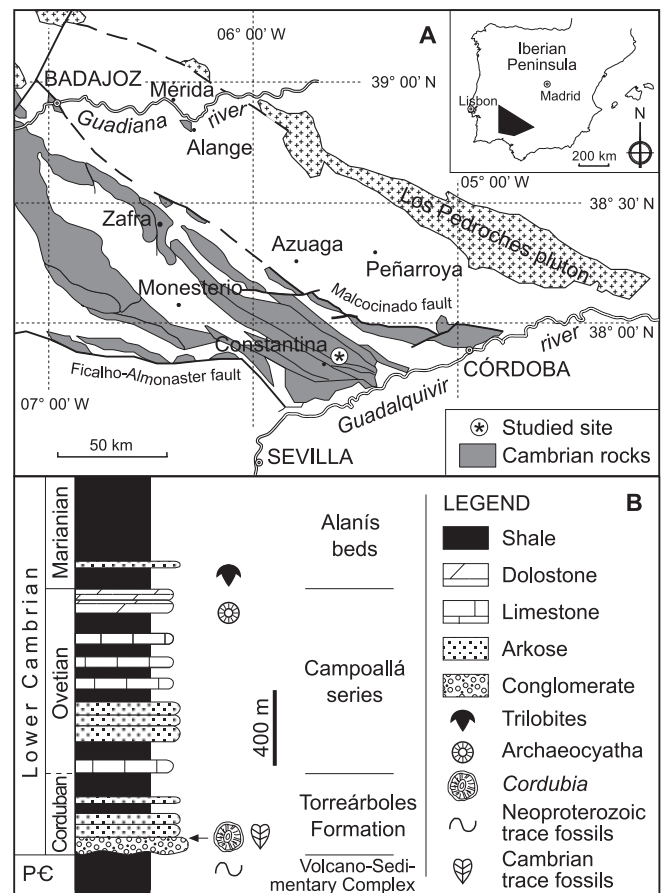 06° 00′ W
A
Iberian
Peninsula
Madrid
Lisbon
200 km
N
BADAJOZ
Mérida
39° 00′ N
Guadiana
river
Alange
05° 00′ W
38° 30′ N
Los Pedroches plutón
Zafra
Azuaga
Peñarroya
Monesterio
Malcocinado fault
Constantina
38° 00′ N
river
CÓRDOBA
Ficalho-Almonaster fault
07° 00′ W
Guadalquivir
50 km
SEVILLA
Studied site
Cambrian rocks
B
LEGEND
Lower Cambrian
Marianian
Ovetian
Corduban
P-Є
Alanís
beds
Campoallá
series
400 m
Torreárboles
Formation
Volcano-Sedi-
mentary Complex
Shale
Dolostone
Limestone
Arkose
Conglomerate
Trilobites
Archaeocyatha
Cordubia
Neoproterozoic
trace fossils
Cambrian
trace fossils